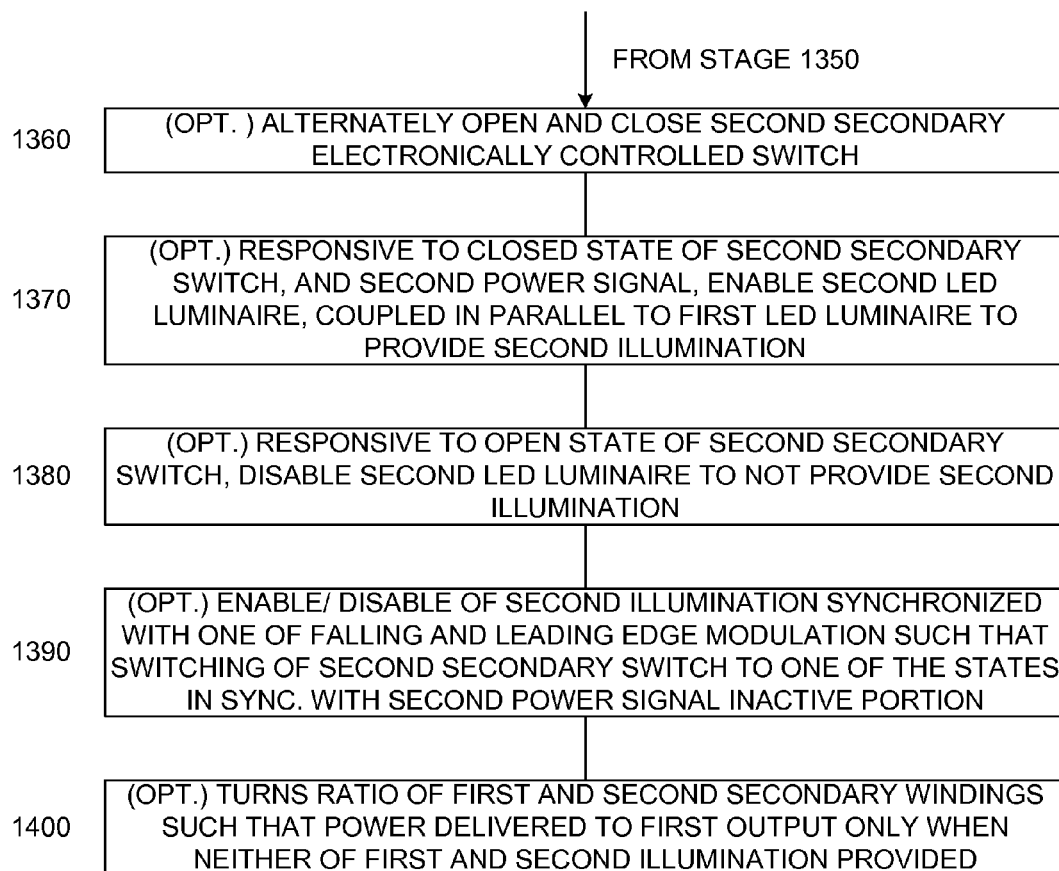 FROM STAGE 1350
1360
(OPT. ) ALTERNATELY OPEN AND CLOSE SECOND SECONDARY
ELECTRONICALLY CONTROLLED SWITCH
1370
(OPT.) RESPONSIVE TO CLOSED STATE OF SECOND SECONDARY
SWITCH, AND SECOND POWER SIGNAL, ENABLE SECOND LED
LUMINAIRE, COUPLED IN PARALLEL TO FIRST LED LUMINAIRE TO
PROVIDE SECOND ILLUMINATION
1380
(OPT.) RESPONSIVE TO OPEN STATE OF SECOND SECONDARY
SWITCH, DISABLE SECOND LED LUMINAIRE TO NOT PROVIDE SECOND
ILLUMINATION
1390
(OPT.) ENABLE/ DISABLE OF SECOND ILLUMINATION SYNCHRONIZED
WITH ONE OF FALLING AND LEADING EDGE MODULATION SUCH THAT
SWITCHING OF SECOND SECONDARY SWITCH TO ONE OF THE STATES
IN SYNC. WITH SECOND POWER SIGNAL INACTIVE PORTION
1400
(OPT.) TURNS RATIO OF FIRST AND SECOND SECONDARY WINDINGS
SUCH THAT POWER DELIVERED TO FIRST OUTPUT ONLY WHEN
NEITHER OF FIRST AND SECOND ILLUMINATION PROVIDED